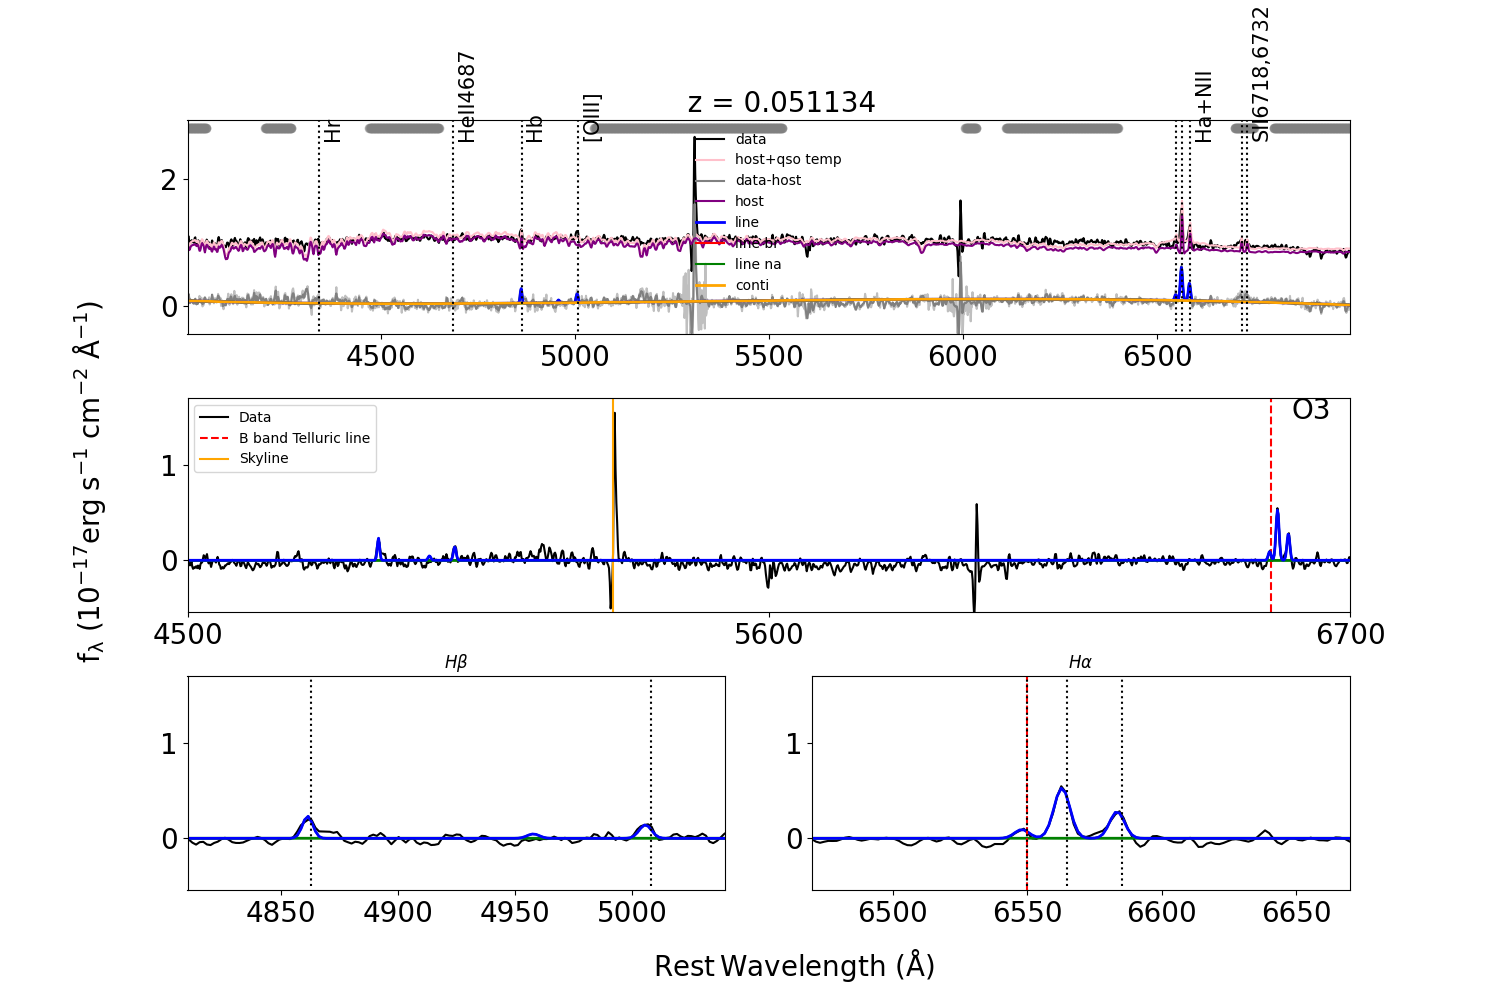 z = 0.051134
Hr
HeII4687
Hb
[OIII]
Ha+NII
SII6718,6732
data
host+qso temp
data-host
host
line
line br
line na
conti
2
0
4500 5000 5500 6000 6500
Data
B band Telluric line
Skyline
O3
1
0
4500 5600 6700
fλ (10−17erg s−1 cm−2 Å−1)
Hβ
1
0
4850 4900 4950 5000
Hα
1
0
6500 6550 6600 6650
Rest Wavelength (Å)